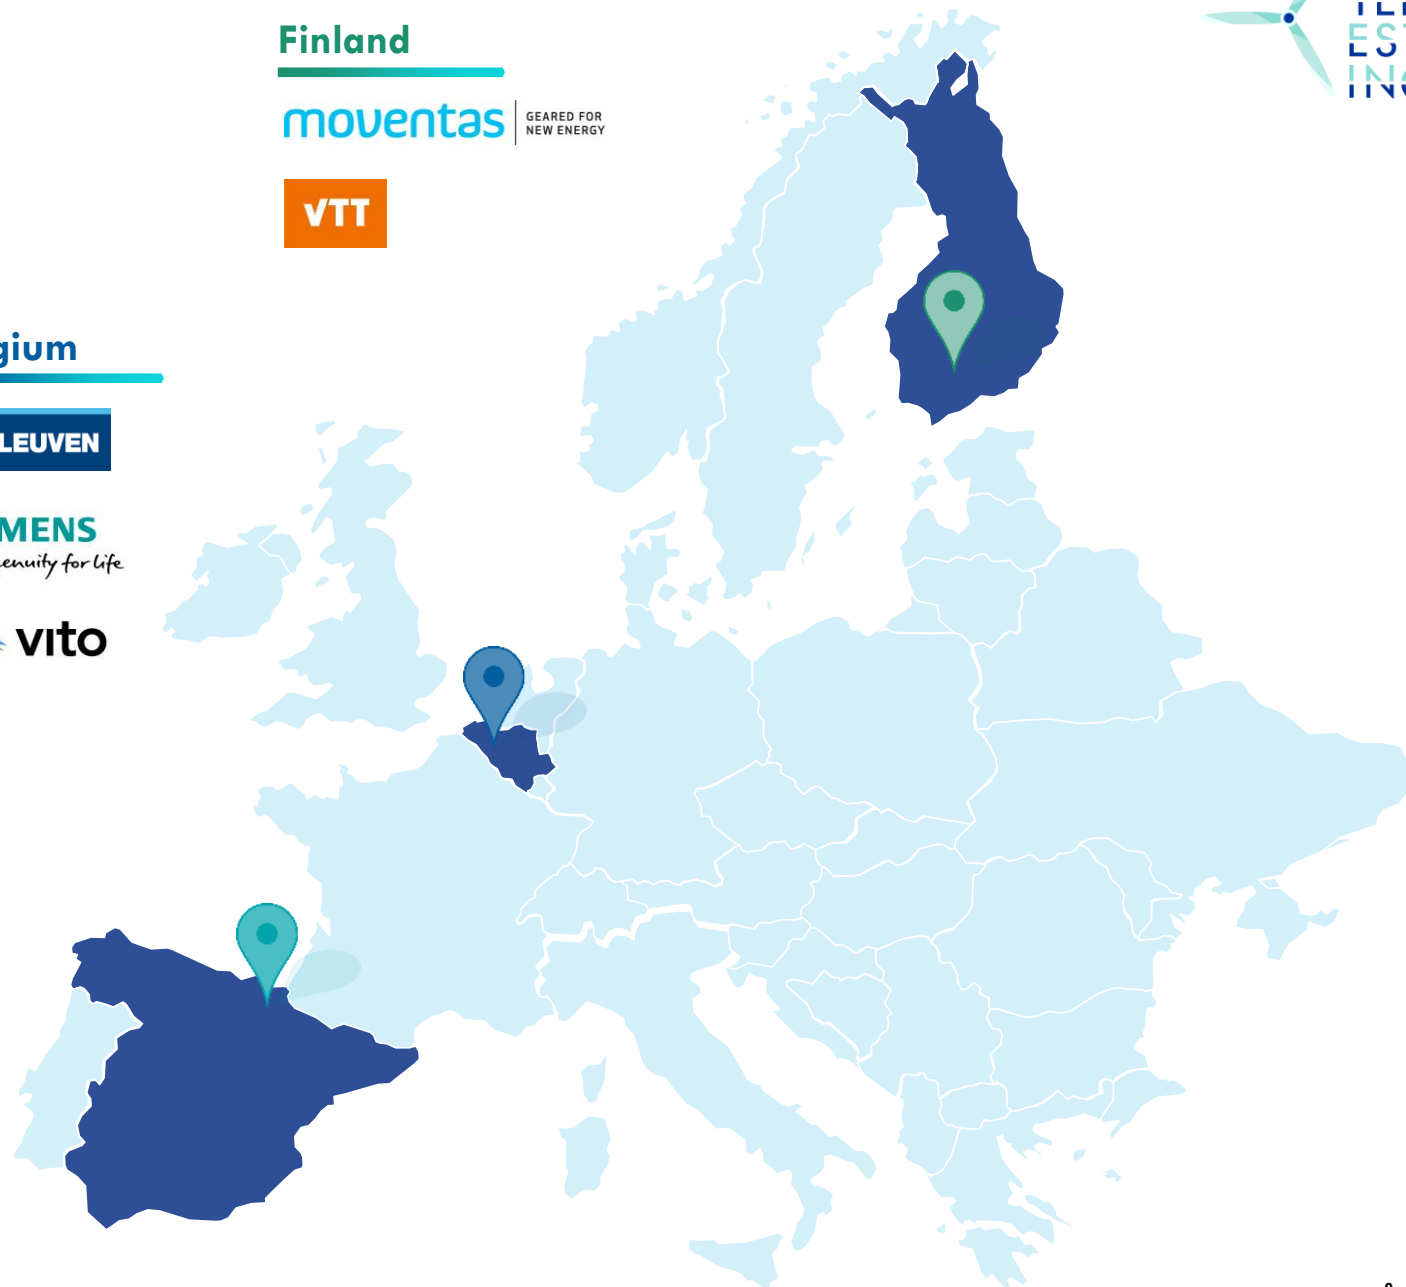 Finland
moventas
GEARED FOR
NEW ENERGY
VTT
gium
LEUVEN
MENS
enuity for life
vito